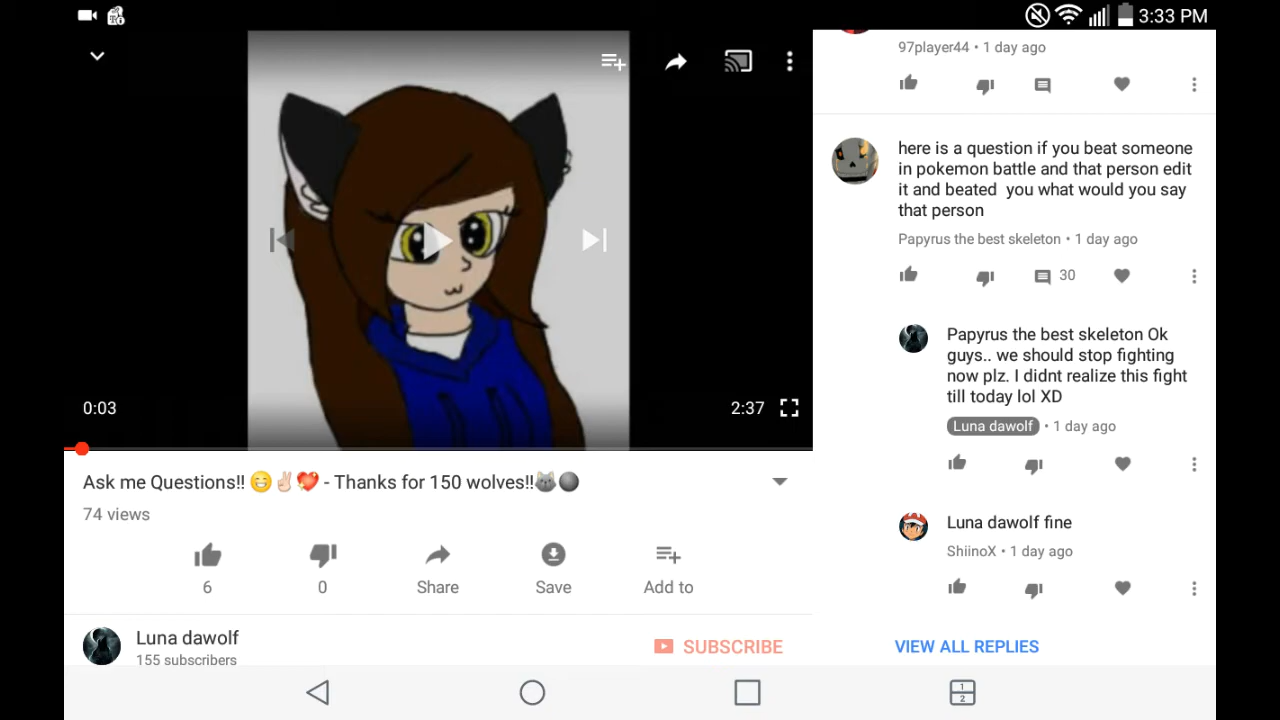 3:33 PM
0:03
2:37
Ask me Questions!! 😁✌🏻💖 - Thanks for 150 wolves!!🐺🌑
74 views
6
0
Share
Save
Add to
Luna dawolf
155 subscribers
SUBSCRIBE
97player44 • 1 day ago
here is a question if you beat someone
in pokemon battle and that person edit
it and beated  you what would you say
that person
Papyrus the best skeleton • 1 day ago
30
Papyrus the best skeleton Ok
guys.. we should stop fighting
now plz. I didnt realize this fight
till today lol XD
Luna dawolf • 1 day ago
Luna dawolf fine
ShiinoX • 1 day ago
VIEW ALL REPLIES
1
2